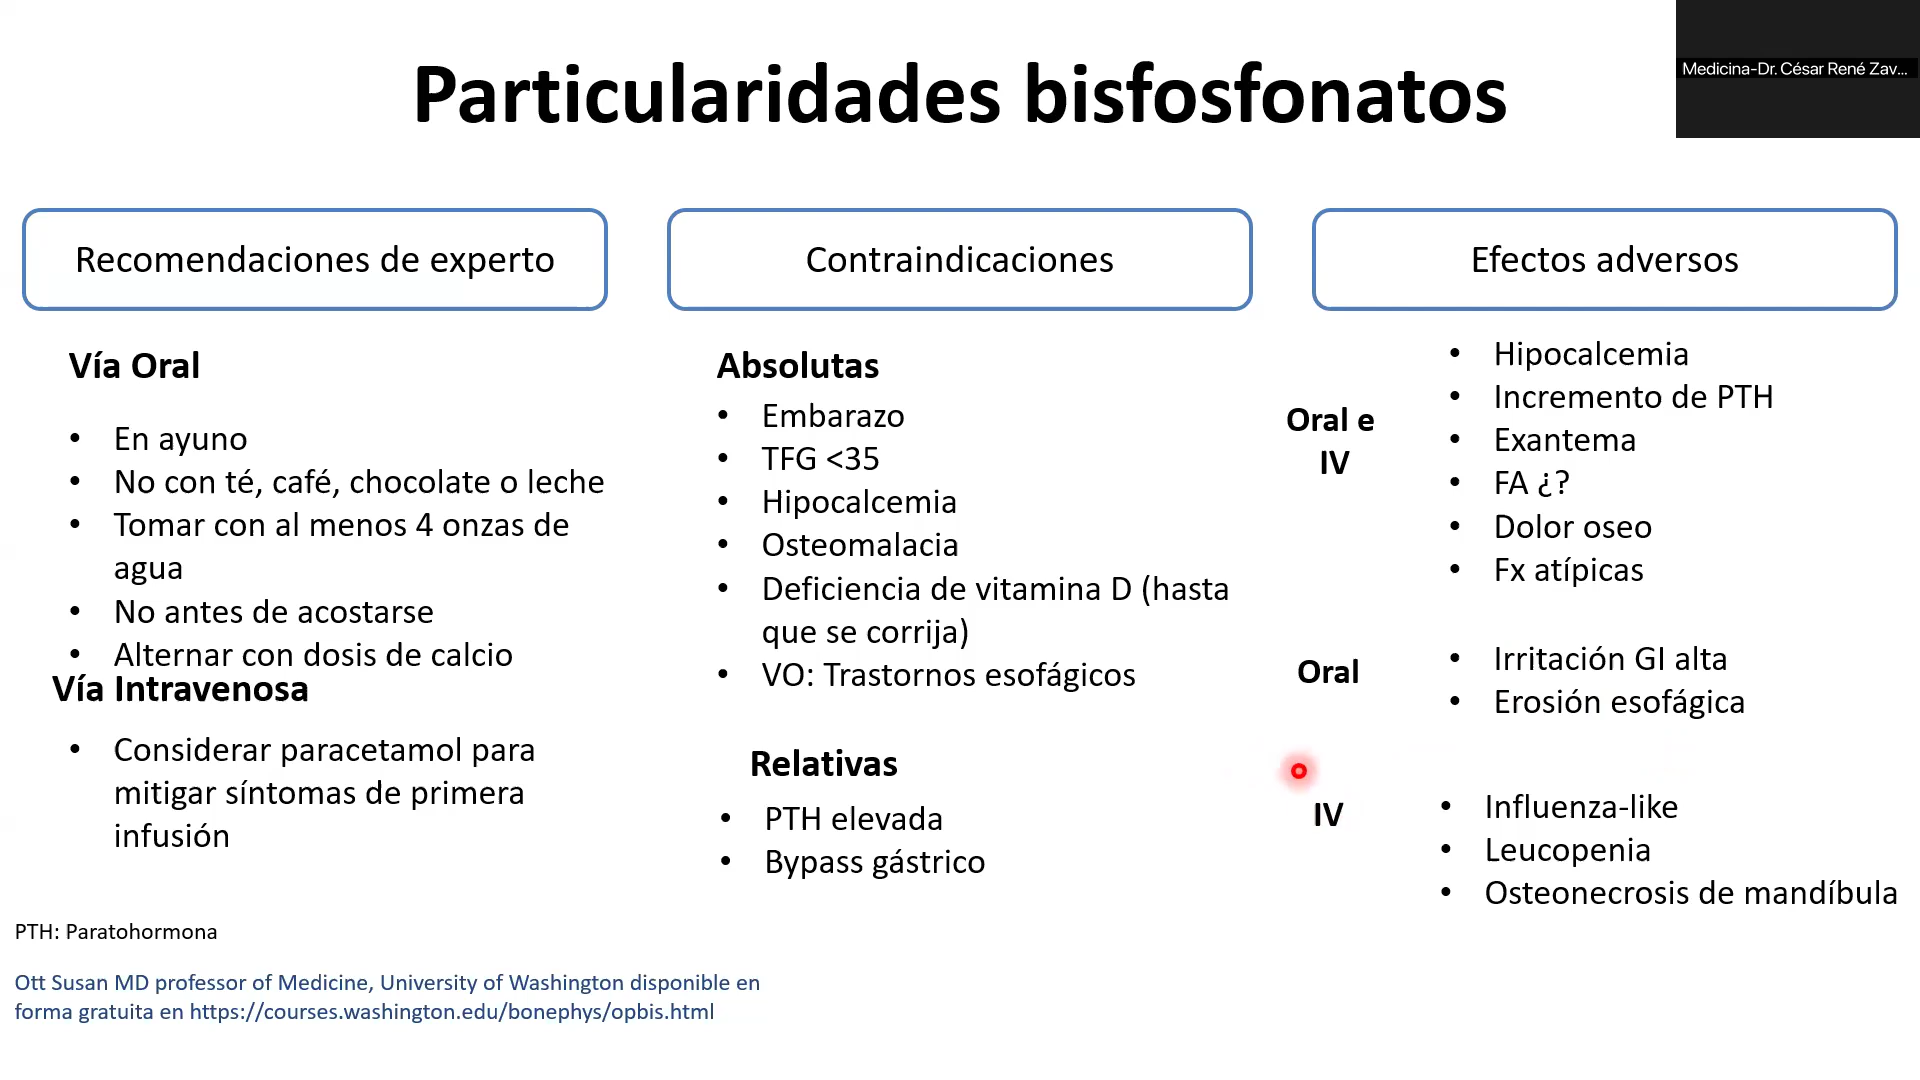 Particularidades bisfosfonatos
Medicina-Dr. César René Zav...
Recomendaciones de experto
Vía Oral
• En ayuno
• No con té, café, chocolate o leche
• Tomar con al menos 4 onzas de
agua
• No antes de acostarse
• Alternar con dosis de calcio
Vía Intravenosa
• Considerar paracetamol para
mitigar síntomas de primera
infusión
Contraindicaciones
Absolutas
• Embarazo
• TFG <35
• Hipocalcemia
• Osteomalacia
• Deficiencia de vitamina D (hasta
que se corrija)
• VO: Trastornos esofágicos
Relativas
• PTH elevada
• Bypass gástrico
Efectos adversos
Oral e
IV
• Hipocalcemia
• Incremento de PTH
• Exantema
• FA ¿?
• Dolor oseo
• Fx atípicas
Oral
• Irritación GI alta
• Erosión esofágica
IV
• Influenza-like
• Leucopenia
• Osteonecrosis de mandíbula
PTH: Paratohormona
Ott Susan MD professor of Medicine, University of Washington disponible en
forma gratuita en https://courses.washington.edu/bonephys/opbis.html